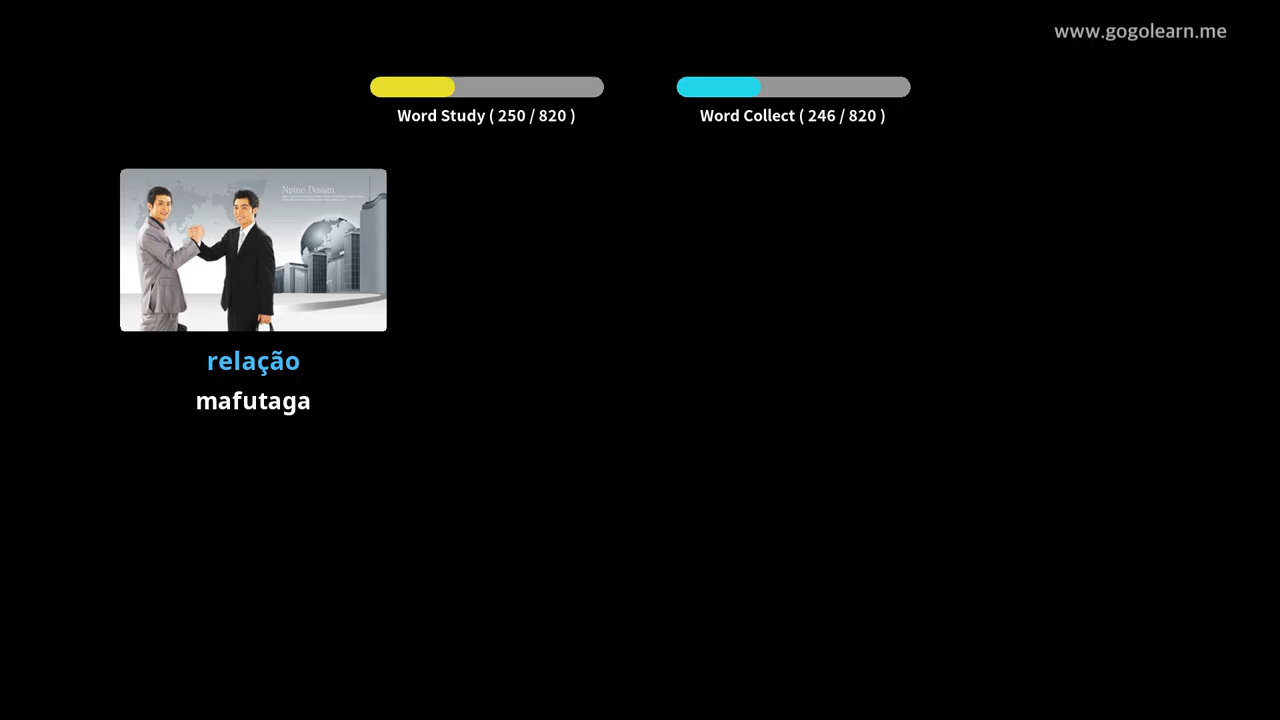 www.gogolearn.me
Word Study ( 250 / 820 )
Word Collect ( 246 / 820 )
Npine Design
relação
mafutaga